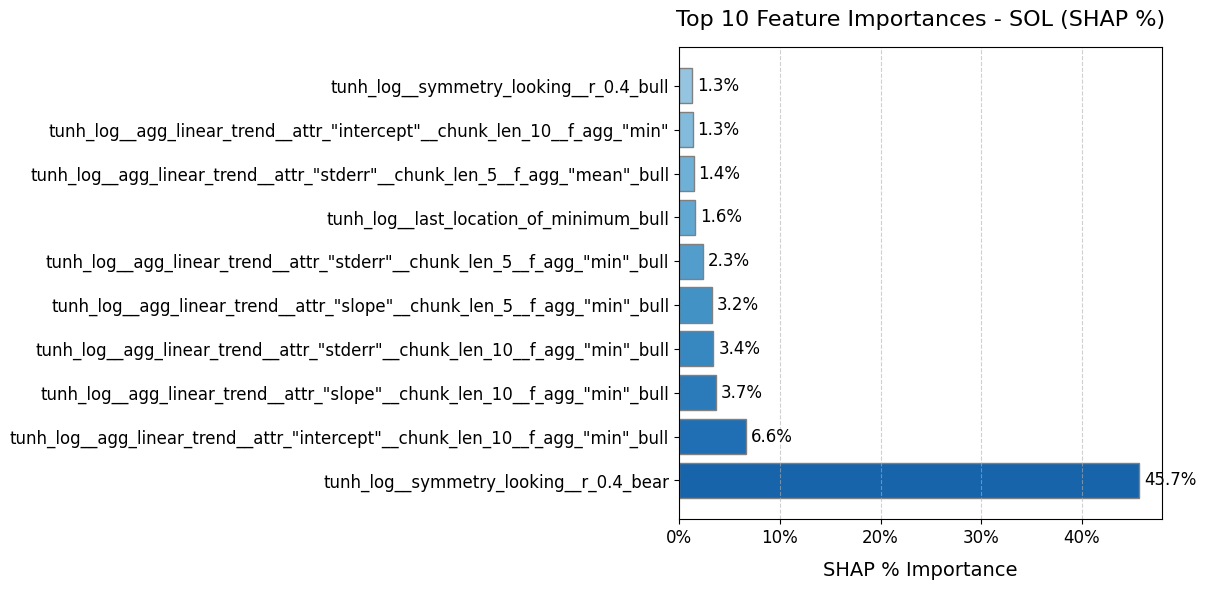 Top 10 Feature Importances - SOL (SHAP %)
tunh_log__symmetry_looking__r_0.4_bull 1.3%
tunh_log__agg_linear_trend__attr_"intercept"__chunk_len_10__f_agg_"min" 1.3%
tunh_log__agg_linear_trend__attr_"stderr"__chunk_len_5__f_agg_"mean"_bull 1.4%
tunh_log__last_location_of_minimum_bull 1.6%
tunh_log__agg_linear_trend__attr_"stderr"__chunk_len_5__f_agg_"min"_bull 2.3%
tunh_log__agg_linear_trend__attr_"slope"__chunk_len_5__f_agg_"min"_bull 3.2%
tunh_log__agg_linear_trend__attr_"stderr"__chunk_len_10__f_agg_"min"_bull 3.4%
tunh_log__agg_linear_trend__attr_"slope"__chunk_len_10__f_agg_"min"_bull 3.7%
tunh_log__agg_linear_trend__attr_"intercept"__chunk_len_10__f_agg_"min"_bull 6.6%
tunh_log__symmetry_looking__r_0.4_bear 45.7%
0% 10% 20% 30% 40%
SHAP % Importance